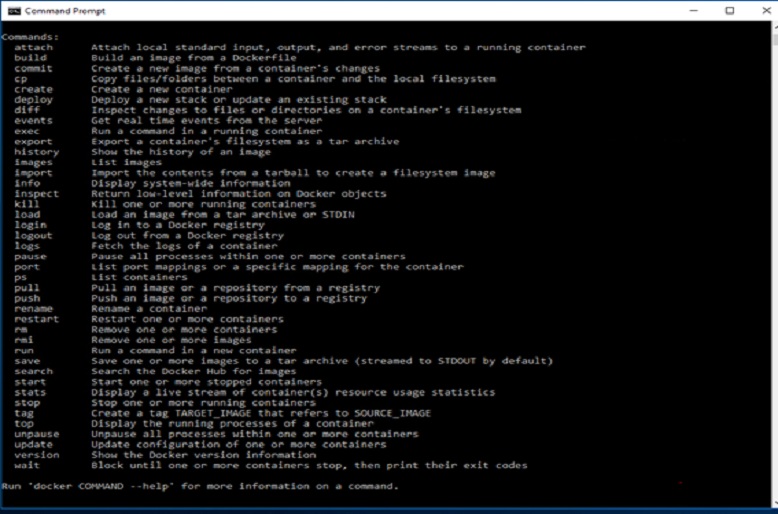 Command Prompt
Commands:
attach Attach local standard input, output, and error streams to a running container
build Build an image from a Dockerfile
commit Create a new image from a container's changes
cp Copy files/folders between a container and the local filesystem
create Create a new container
deploy Deploy a new stack or update an existing stack
diff Inspect changes to files or directories on a container's filesystem
events Get real time events from the server
exec Run a command in a running container
export Export a container's filesystem as a tar archive
history Show the history of an image
images List images
import Import the contents from a tarball to create a filesystem image
info Display system-wide information
inspect Return low-level information on Docker objects
kill Kill one or more running containers
load Load an image from a tar archive or STDIN
login Log in to a Docker registry
logout Log out from a Docker registry
logs Fetch the logs of a container
pause Pause all processes within one or more containers
port List port mappings or a specific mapping for the container
ps List containers
pull Pull an image or a repository from a registry
push Push an image or a repository to a registry
rename Rename a container
restart Restart one or more containers
rm Remove one or more containers
rmi Remove one or more images
run Run a command in a new container
save Save one or more images to a tar archive (streamed to STDOUT by default)
search Search the Docker Hub for images
start Start one or more stopped containers
stats Display a live stream of container(s) resource usage statistics
stop Stop one or more running containers
tag Create a tag TARGET_IMAGE that refers to SOURCE_IMAGE
top Display the running processes of a container
unpause Unpause all processes within one or more containers
update Update configuration of one or more containers
version Show the Docker version information
wait Block until one or more containers stop, then print their exit codes
Run 'docker COMMAND --help' for more information on a command.